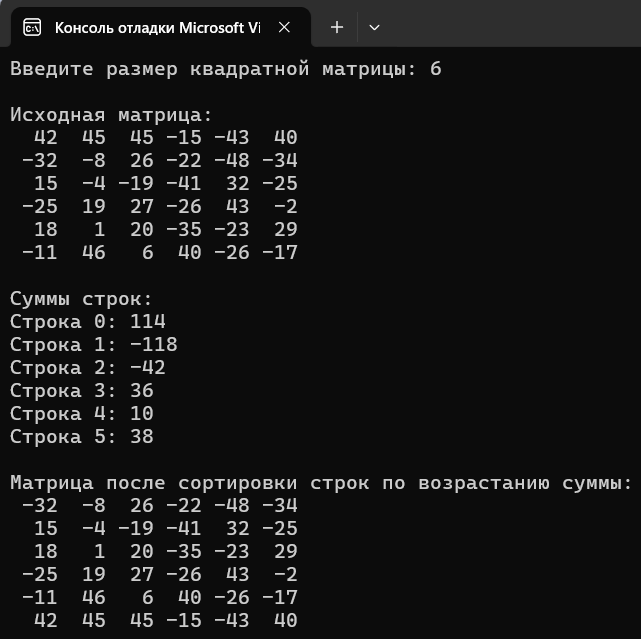 Консоль отладки Microsoft Vi
Введите размер квадратной матрицы: 6
Исходная матрица:
42 45 45 -15 -43 40
-32 -8 26 -22 -48 -34
15 -4 -19 -41 32 -25
-25 19 27 -26 43 -2
18 1 20 -35 -23 29
-11 46 6 40 -26 -17
Суммы строк:
Строка 0: 114
Строка 1: -118
Строка 2: -42
Строка 3: 36
Строка 4: 10
Строка 5: 38
Матрица после сортировки строк по возрастанию суммы:
-32 -8 26 -22 -48 -34
15 -4 -19 -41 32 -25
18 1 20 -35 -23 29
-25 19 27 -26 43 -2
-11 46 6 40 -26 -17
42 45 45 -15 -43 40